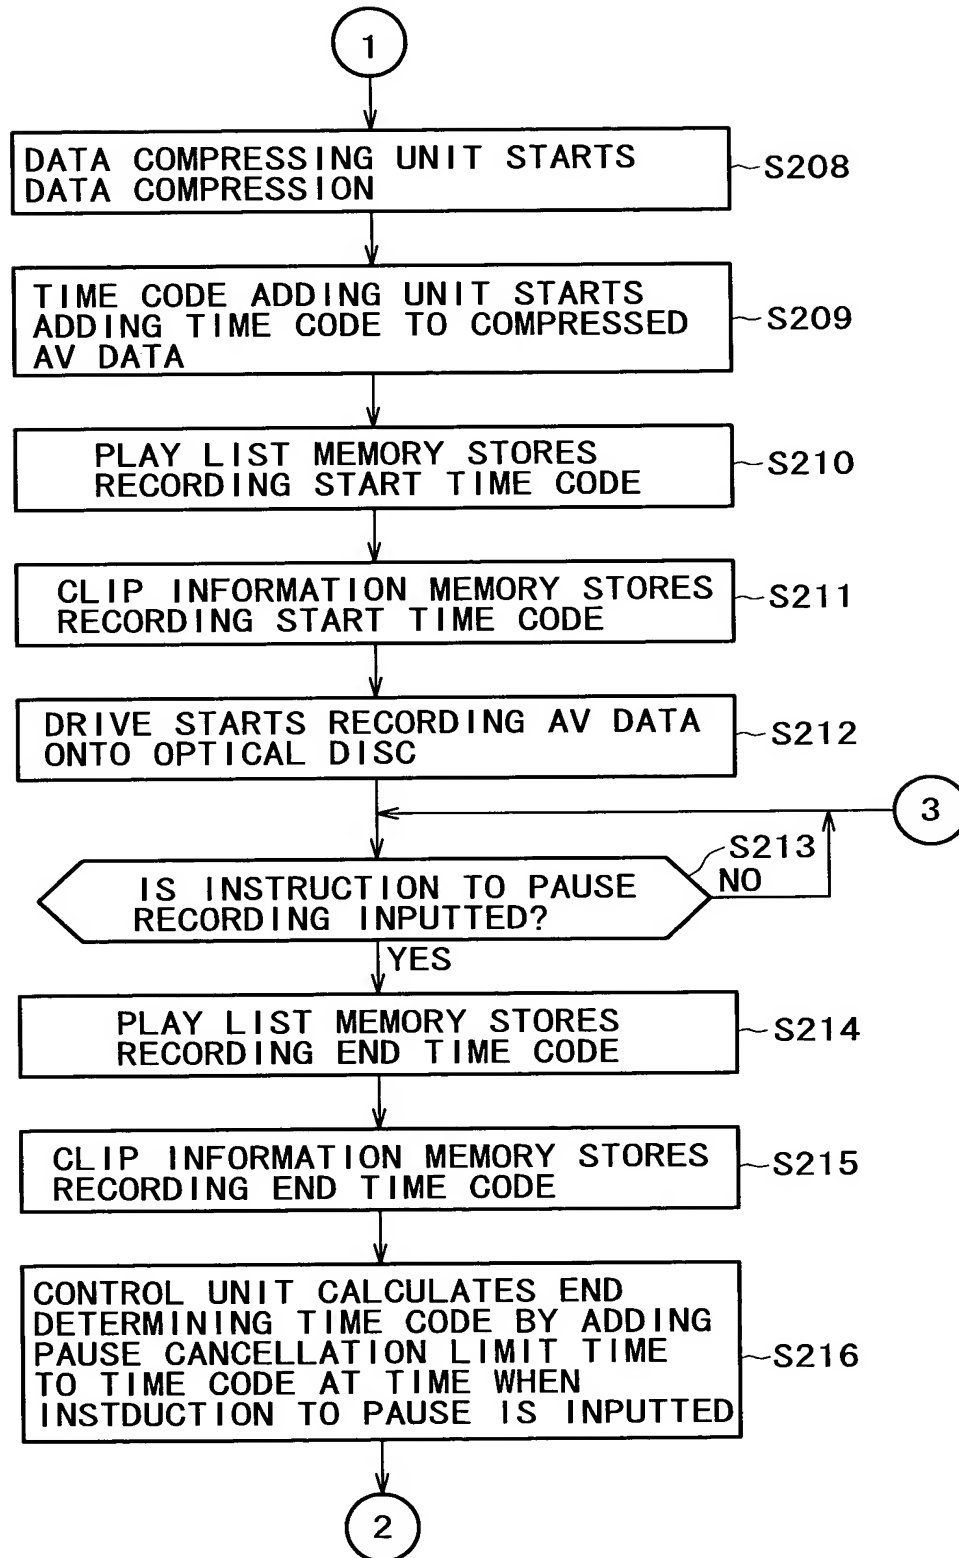 1
DATA COMPRESSING UNIT STARTS
DATA COMPRESSION
S208
TIME CODE ADDING UNIT STARTS
ADDING TIME CODE TO COMPRESSED
AV DATA
S209
PLAY LIST MEMORY STORES
RECORDING START TIME CODE
S210
CLIP INFORMATION MEMORY STORES
RECORDING START TIME CODE
S211
DRIVE STARTS RECORDING AV DATA
ONTO OPTICAL DISC
S212
3
S213
IS INSTRUCTION TO PAUSE
RECORDING INPUTTED?
NO
YES
PLAY LIST MEMORY STORES
RECORDING END TIME CODE
S214
CLIP INFORMATION MEMORY STORES
RECORDING END TIME CODE
S215
CONTROL UNIT CALCULATES END
DETERMINING TIME CODE BY ADDING
PAUSE CANCELLATION LIMIT TIME
TO TIME CODE AT TIME WHEN
INSTDUCTION TO PAUSE IS INPUTTED
S216
2